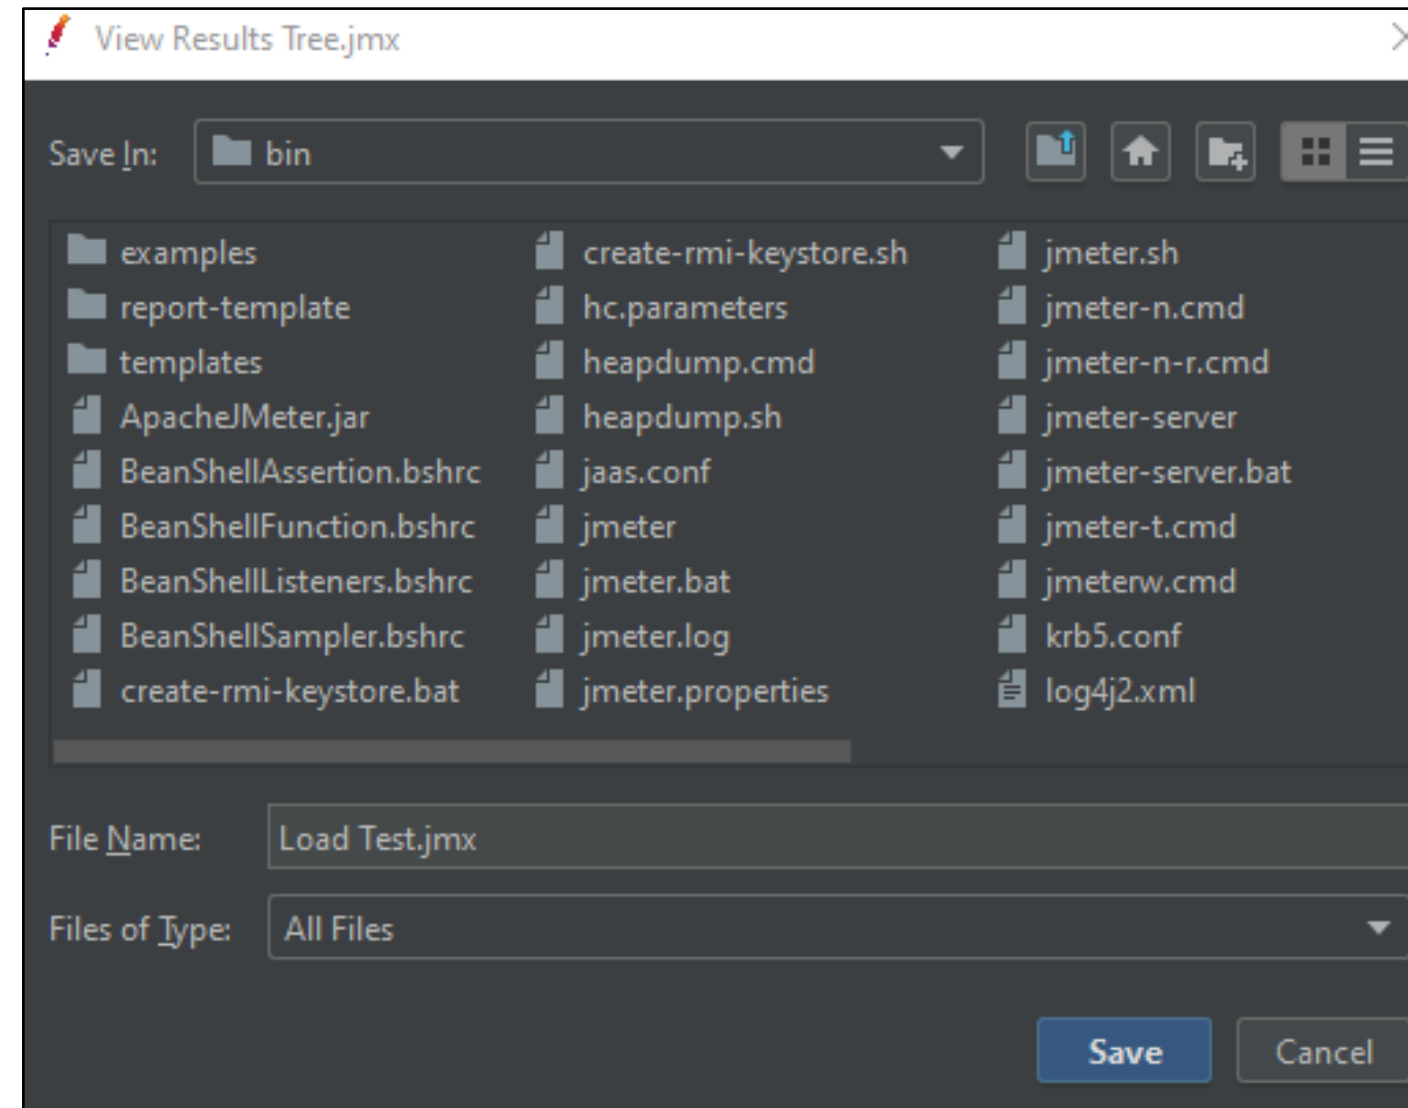 View Results Tree.jmx
Save In:
bin
examples
report-template
templates
ApacheJMeter.jar
BeanShellAssertion.bshrc
BeanShellFunction.bshrc
BeanShellListeners.bshrc
BeanShellSampler.bshrc
create-rmi-keystore.bat
create-rmi-keystore.sh
hc.parameters
heapdump.cmd
heapdump.sh
jaas.conf
jmeter
jmeter.bat
jmeter.log
jmeter.properties
jmeter.sh
jmeter-n.cmd
jmeter-n-r.cmd
jmeter-server
jmeter-server.bat
jmeter-t.cmd
jmeterw.cmd
krb5.conf
log4j2.xml
File Name:
Load Test.jmx
Files of Type:
All Files
Save
Cancel